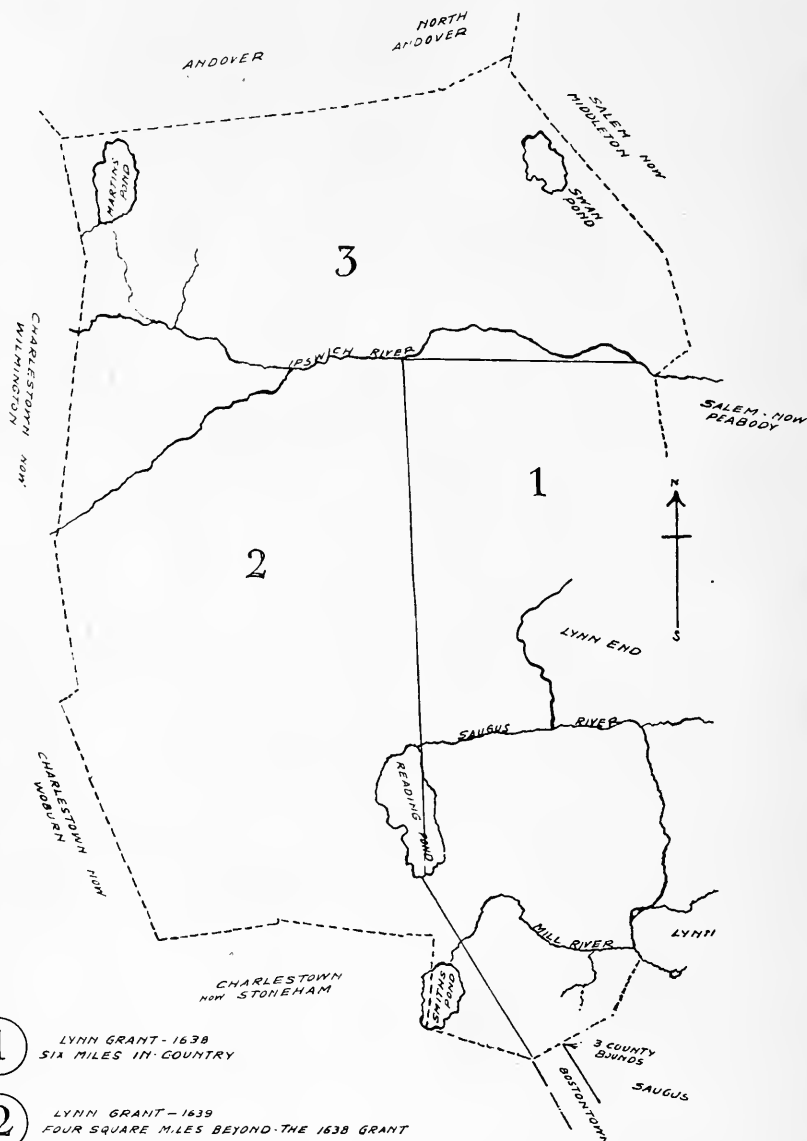 NORTH
ANDOVER
ANDOVER
SALEM NOW
MIDDLETON
MARTINS
POND
SWAN
POND
3
CHARLESTOWN NOW
WILMINGTON
IPSWICH RIVER
SALEM - NOW
PEABODY
1
N
2
S
LYNN END
SAUGUS RIVER
READING POND
CHARLESTOWN NOW
WOBURN
MILL RIVER
LYNN
SMITHS
POND
CHARLESTOWN
NOW STONEHAM
1
LYNN GRANT - 1638
SIX MILES IN COUNTRY
3 COUNTY
BOUNDS
SAUGUS
BOSTONTOWN
2
LYNN GRANT - 1639
FOUR SQUARE MILES BEYOND THE 1638 GRANT